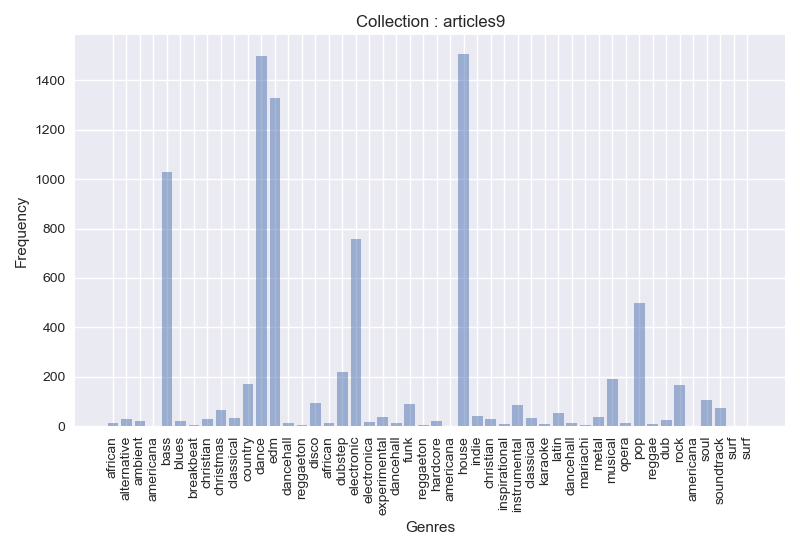 Collection : articles9
Frequency
1400
1200
1000
800
600
400
200
0
african
alternative
ambient
americana
bass
blues
breakbeat
christian
christmas
classical
country
dance
edm
dancehall
reggaeton
disco
african
dubstep
electronic
electronica
experimental
dancehall
funk
reggaeton
hardcore
americana
house
indie
christian
inspirational
instrumental
classical
karaoke
latin
dancehall
mariachi
metal
musical
opera
pop
reggae
dub
rock
americana
soul
soundtrack
surf
surf
Genres